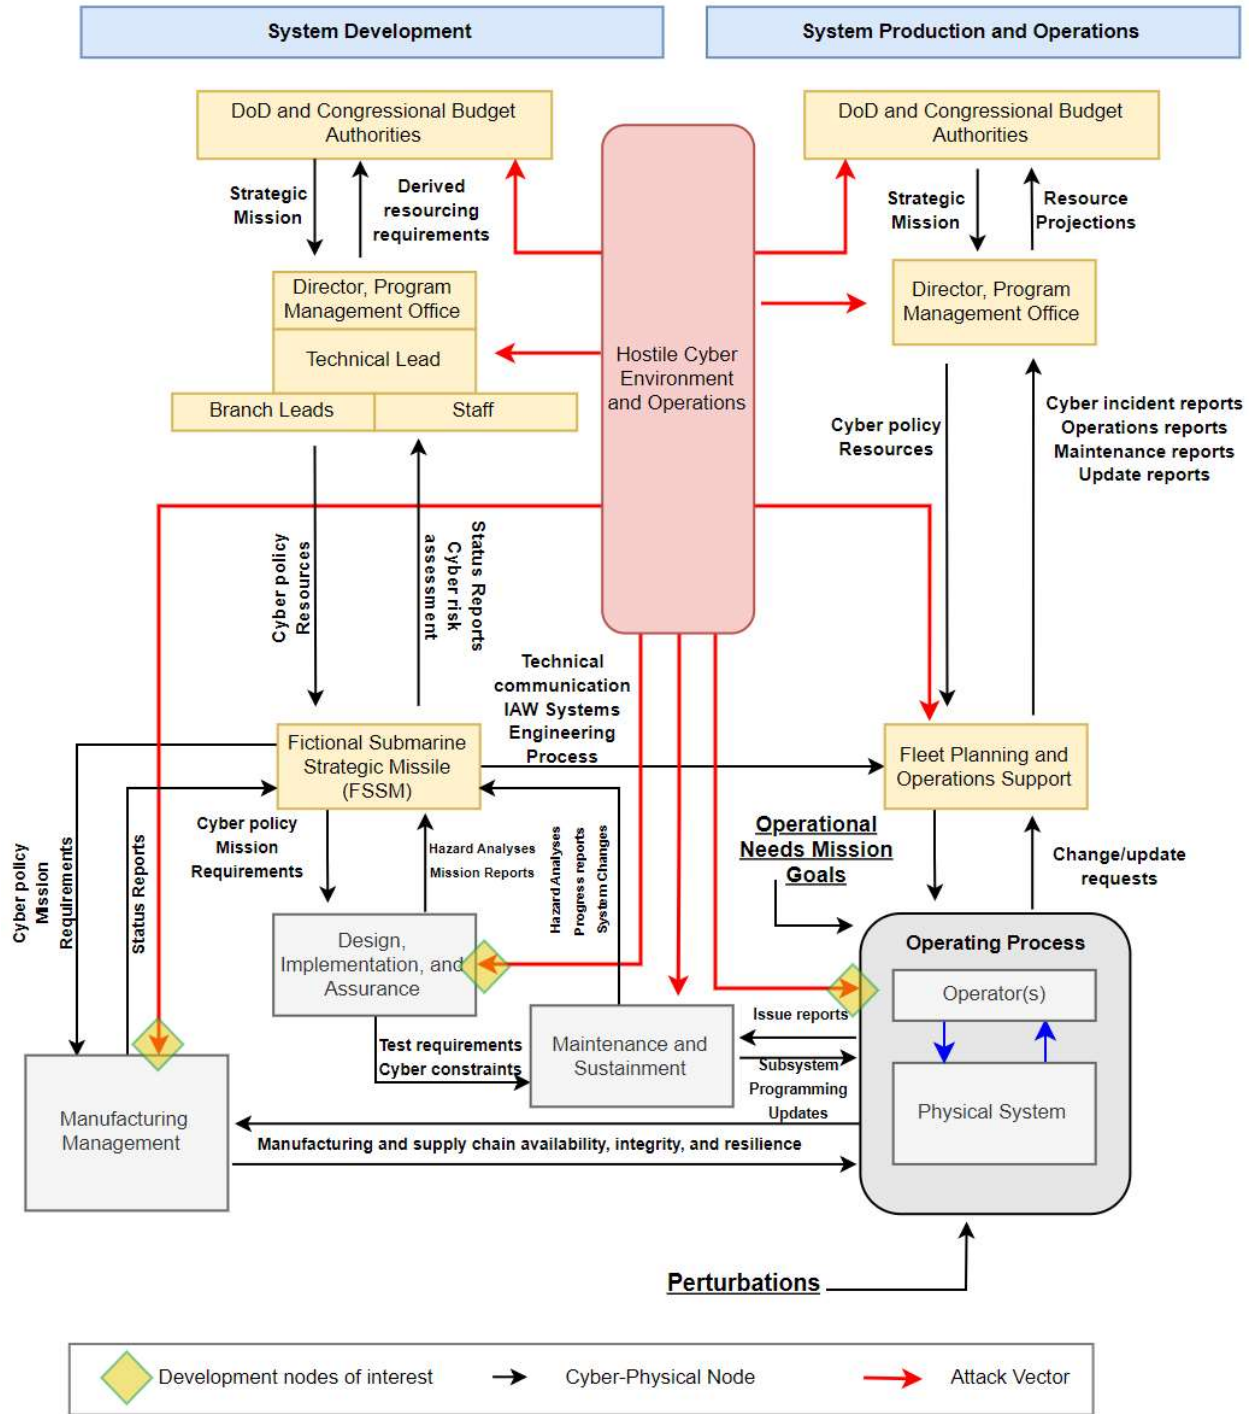 System Development
System Production and Operations
DoD and Congressional Budget
Authorities
DoD and Congressional Budget
Authorities
Strategic
Mission
Derived
resourcing
requirements
Strategic
Mission
Resource
Projections
Director, Program
Management Office
Technical Lead
Branch Leads
Staff
Hostile Cyber
Environment
and Operations
Director, Program
Management Office
Cyber policy
Resources
Cyber incident reports
Operations reports
Maintenance reports
Update reports
Cyber policy
Resources
Status Reports
Cyber risk
assessment
Technical
communication
IAW Systems
Engineering
Process
Fictional Submarine
Strategic Missile
(FSSM)
Fleet Planning and
Operations Support
Cyber policy
Mission
Requirements
Status Reports
Cyber policy
Mission
Requirements
Hazard Analyses
Mission Reports
Hazard Analyses
Progress reports
System Changes
Operational
Needs Mission
Goals
Change/update
requests
Design,
Implementation, and
Assurance
Operating Process
Operator(s)
Physical System
Issue reports
Maintenance and
Sustainment
Subsystem
Programming
Updates
Test requirements
Cyber constraints
Manufacturing
Management
Manufacturing and supply chain availability, integrity, and resilience
Perturbations
Development nodes of interest
Cyber-Physical Node
Attack Vector